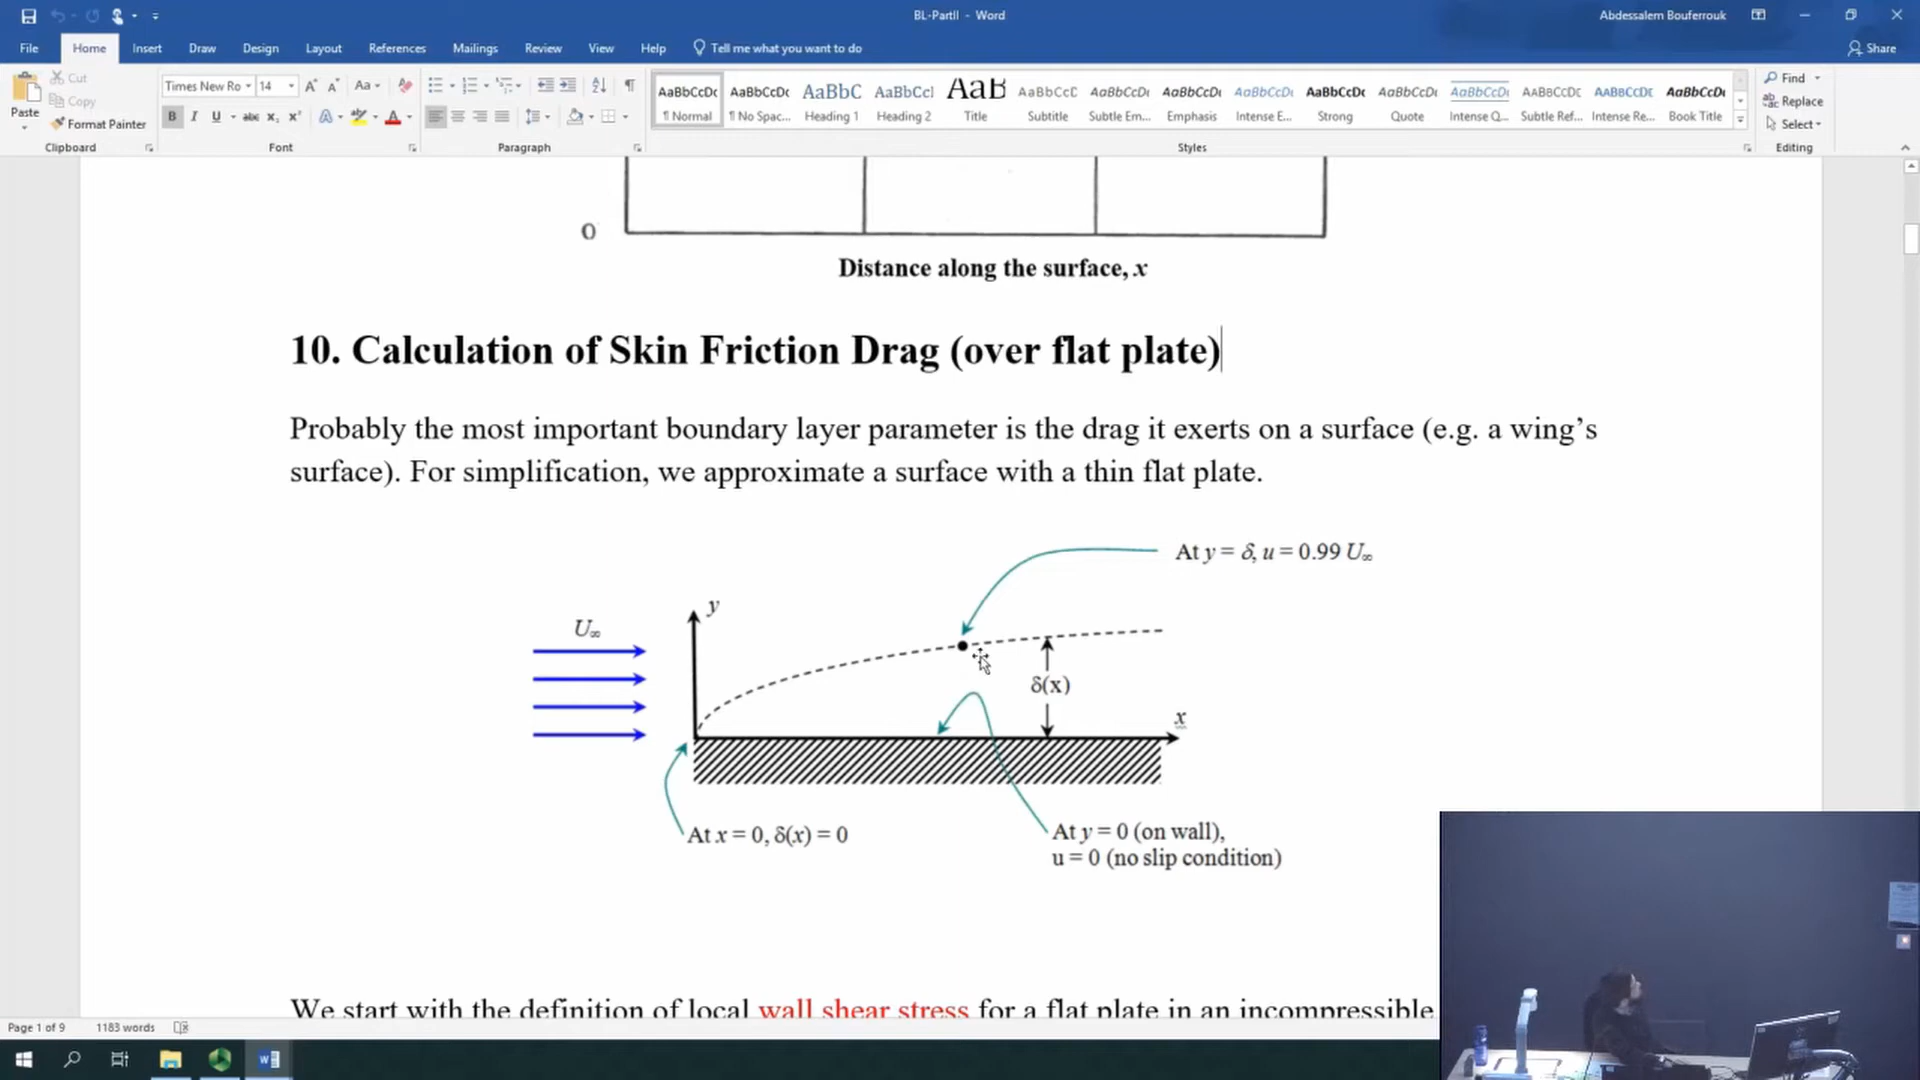 BL-PartII - Word
Abdessalem Bouferrouk
File Home Insert Draw Design Layout References Mailings Review View Help Tell me what you want to do Share
Paste
Cut
Copy
Format Painter
Clipboard
Times New Ro 14
Font
Paragraph
AaBbCcDc AaBbCcDc AaBbC AaBbCcI AaB AaBbCcC AaBbCcDt AaBbCcDt AaBbCcDt AaBbCcDc AaBbCcDt AaBbCcDt AABBCCDC AABBCCDC AaBbCcDt
¶ Normal ¶ No Spac... Heading 1 Heading 2 Title Subtitle Subtle Em... Emphasis Intense E... Strong Quote Intense Q... Subtle Ref... Intense Re... Book Title
Styles
Find
Replace
Select
Editing
0
Distance along the surface, x
10. Calculation of Skin Friction Drag (over flat plate)
Probably the most important boundary layer parameter is the drag it exerts on a surface (e.g. a wing’s
surface). For simplification, we approximate a surface with a thin flat plate.
At y = δ, u = 0.99 U∞
y
U∞
δ(x)
x
At x = 0, δ(x) = 0
At y = 0 (on wall),
u = 0 (no slip condition)
We start with the definition of local wall shear stress for a flat plate in an incompressible
Page 1 of 9 1183 words